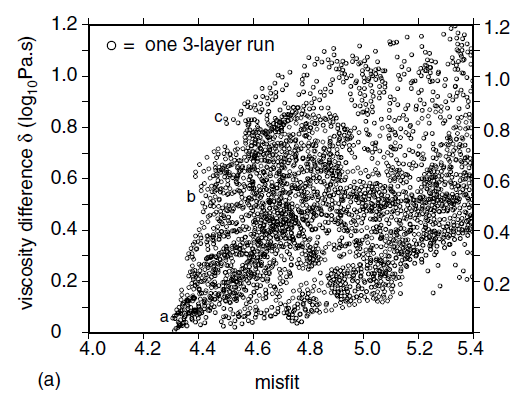 1.2
1.2
o = one 3-layer run
1.0
1.0
c
0.8
0.8
0.6
0.6
b
0.4
0.4
0.2
0.2
a
0
viscosity difference δ (log10Pa.s)
4.0 4.2 4.4 4.6 4.8 5.0 5.2 5.4
(a)
misfit